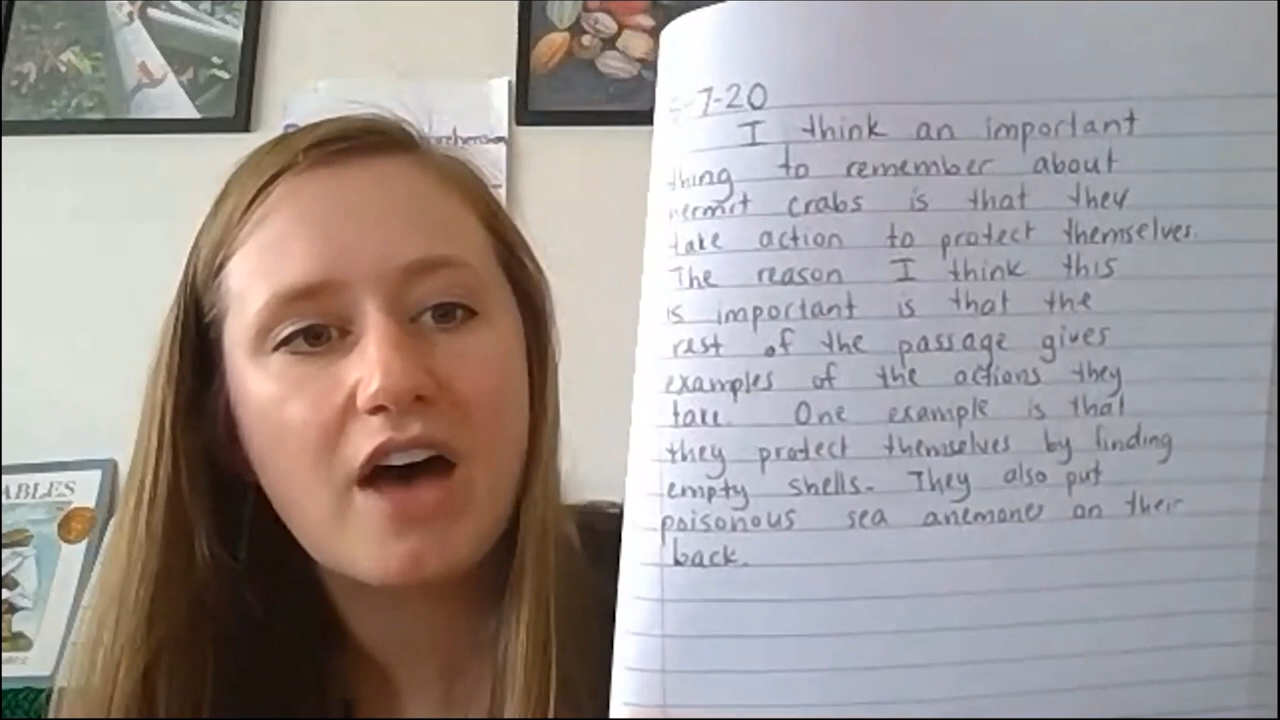 -7-20
I think an important
thing to remember about
hermit crabs is that they
take action to protect themselves.
The reason I think this
is important is that the
rest of the passage gives
examples of the actions they
take. One example is that
they protect themselves by finding
empty shells. They also put
poisonous sea anemones on their
back.
ABLES